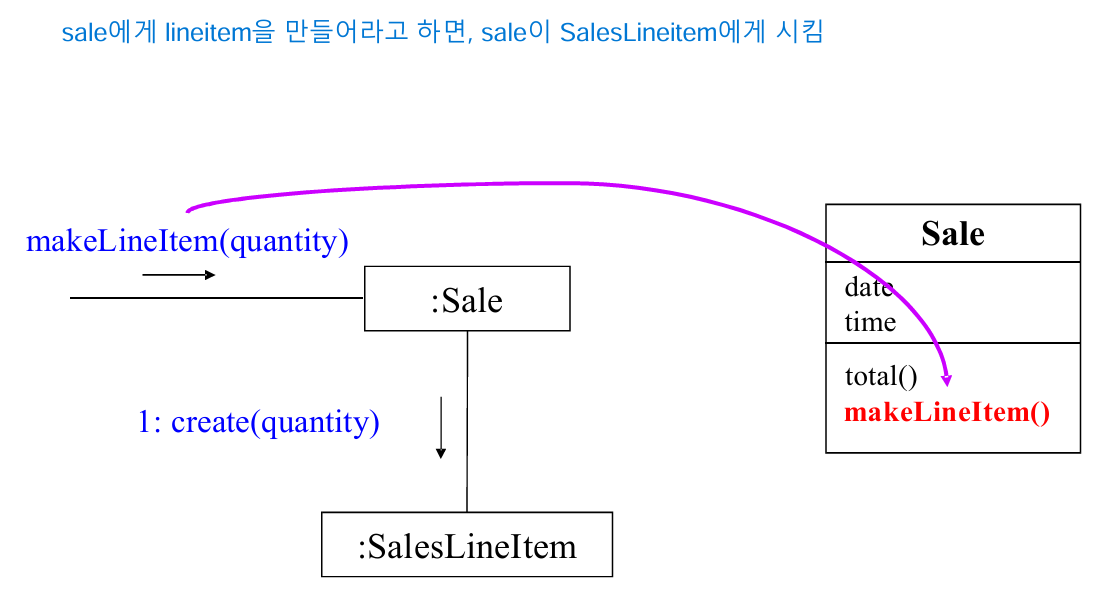 sale에게 lineitem을 만들어라고 하면, sale이 SalesLineitem에게 시킴
makeLineItem(quantity)
:Sale
1: create(quantity)
:SalesLineItem
Sale
date
time
total()
makeLineItem()